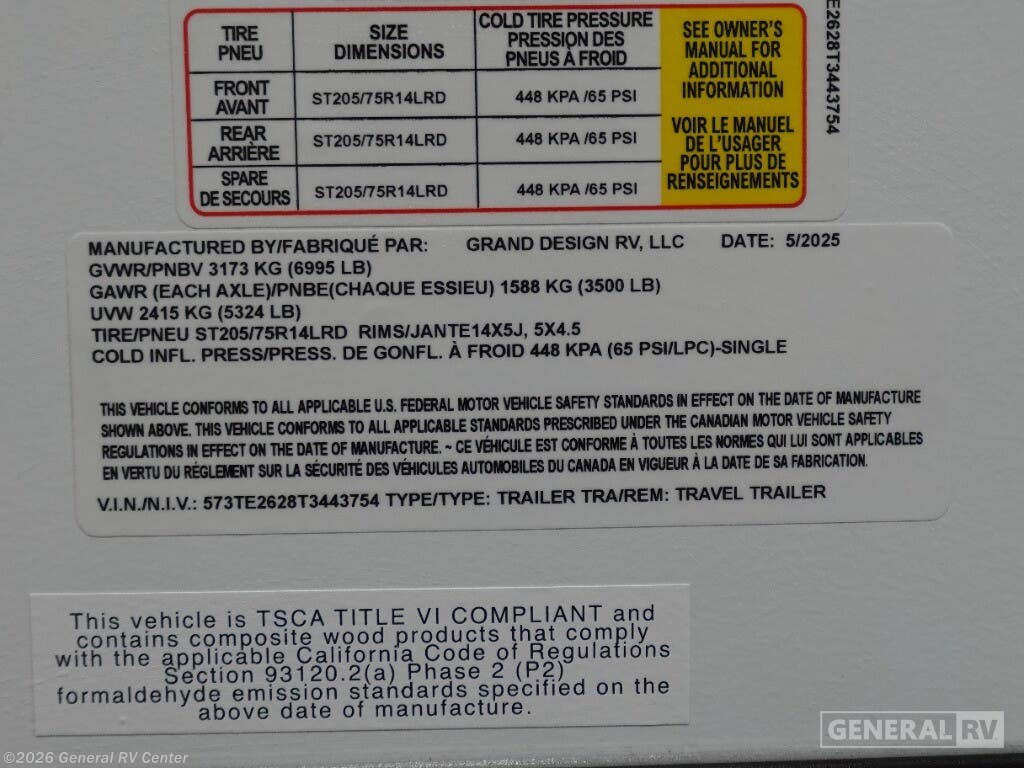 TIRE
PNEU
SIZE
DIMENSIONS
COLD TIRE PRESSURE
PRESSION DES
PNEUS À FROID
SEE OWNER'S
MANUAL FOR
ADDITIONAL
INFORMATION
FRONT
AVANT
ST205/75R14LRD
448 KPA /65 PSI
REAR
ARRIÈRE
ST205/75R14LRD
448 KPA /65 PSI
VOIR LE MANUEL
DE L'USAGER
POUR PLUS DE
RENSEIGNEMENTS
SPARE
DE SECOURS
ST205/75R14LRD
448 KPA /65 PSI
E2628T3443754
MANUFACTURED BY/FABRIQUÉ PAR: GRAND DESIGN RV, LLC DATE: 5/2025
GVWR/PNBV 3173 KG (6995 LB)
GAWR (EACH AXLE)/PNBE(CHAQUE ESSIEU) 1588 KG (3500 LB)
UVW 2415 KG (5324 LB)
TIRE/PNEU ST205/75R14LRD RIMS/JANTE14X5J, 5X4.5
COLD INFL. PRESS/PRESS. DE GONFL. À FROID 448 KPA (65 PSI/LPC)-SINGLE
THIS VEHICLE CONFORMS TO ALL APPLICABLE U.S. FEDERAL MOTOR VEHICLE SAFETY STANDARDS IN EFFECT ON THE DATE OF MANUFACTURE
SHOWN ABOVE. THIS VEHICLE CONFORMS TO ALL APPLICABLE STANDARDS PRESCRIBED UNDER THE CANADIAN MOTOR VEHICLE SAFETY
REGULATIONS IN EFFECT ON THE DATE OF MANUFACTURE. ~ CE VÉHICULE EST CONFORME À TOUTES LES NORMES QUI LUI SONT APPLICABLES
EN VERTU DU RÉGLEMENT SUR LA SÉCURITÉ DES VÉHICULES AUTOMOBILES DU CANADA EN VIGUEUR À LA DATE DE SA FABRICATION.
V.I.N./N.I.V.: 573TE2628T3443754 TYPE/TYPE: TRAILER TRA/REM: TRAVEL TRAILER
This vehicle is TSCA TITLE VI COMPLIANT and
contains composite wood products that comply
with the applicable California Code of Regulations
Section 93120.2(a) Phase 2 (P2)
formaldehyde emission standards specified on the
above date of manufacture.
GENERAL RV
©2026 General RV Center